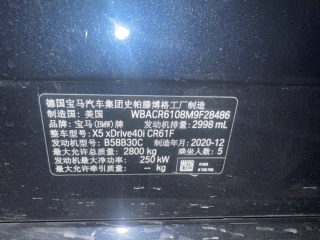 德国宝马汽车集团史帕滕博格工厂制造
制造国: 美国 WBACR6108M9F28486
品牌: 宝马(BMW) 发动机排量: 2998 mL
整车型号: X5 xDrive40i CR61F
发动机型号: B58B30C 制造年月: 2020-12
最大允许总质量: 2800 kg 乘坐人数: 5
发动机最大净功率: 250 kW
最大允许牵引质量: -- kg